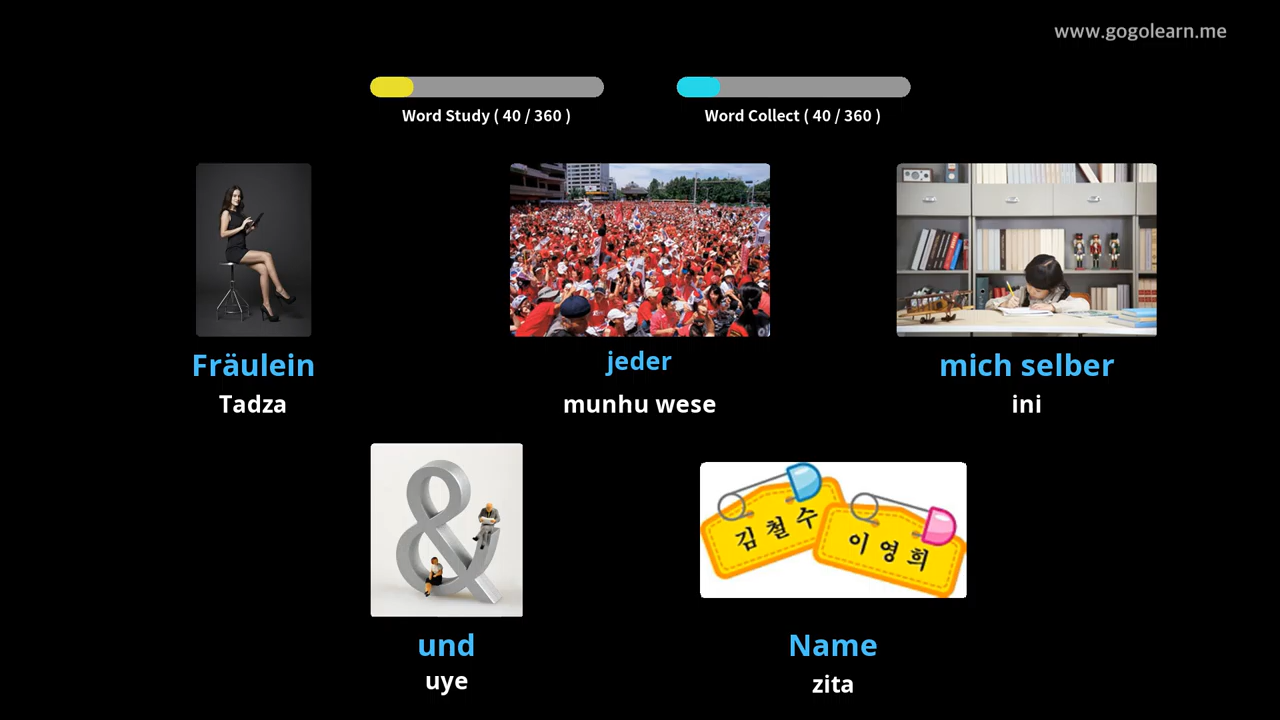 www.gogolearn.me
Word Study ( 40 / 360 )
Word Collect ( 40 / 360 )
Fräulein
Tadza
jeder
munhu wese
mich selber
ini
김철수
이영희
und
uye
Name
zita